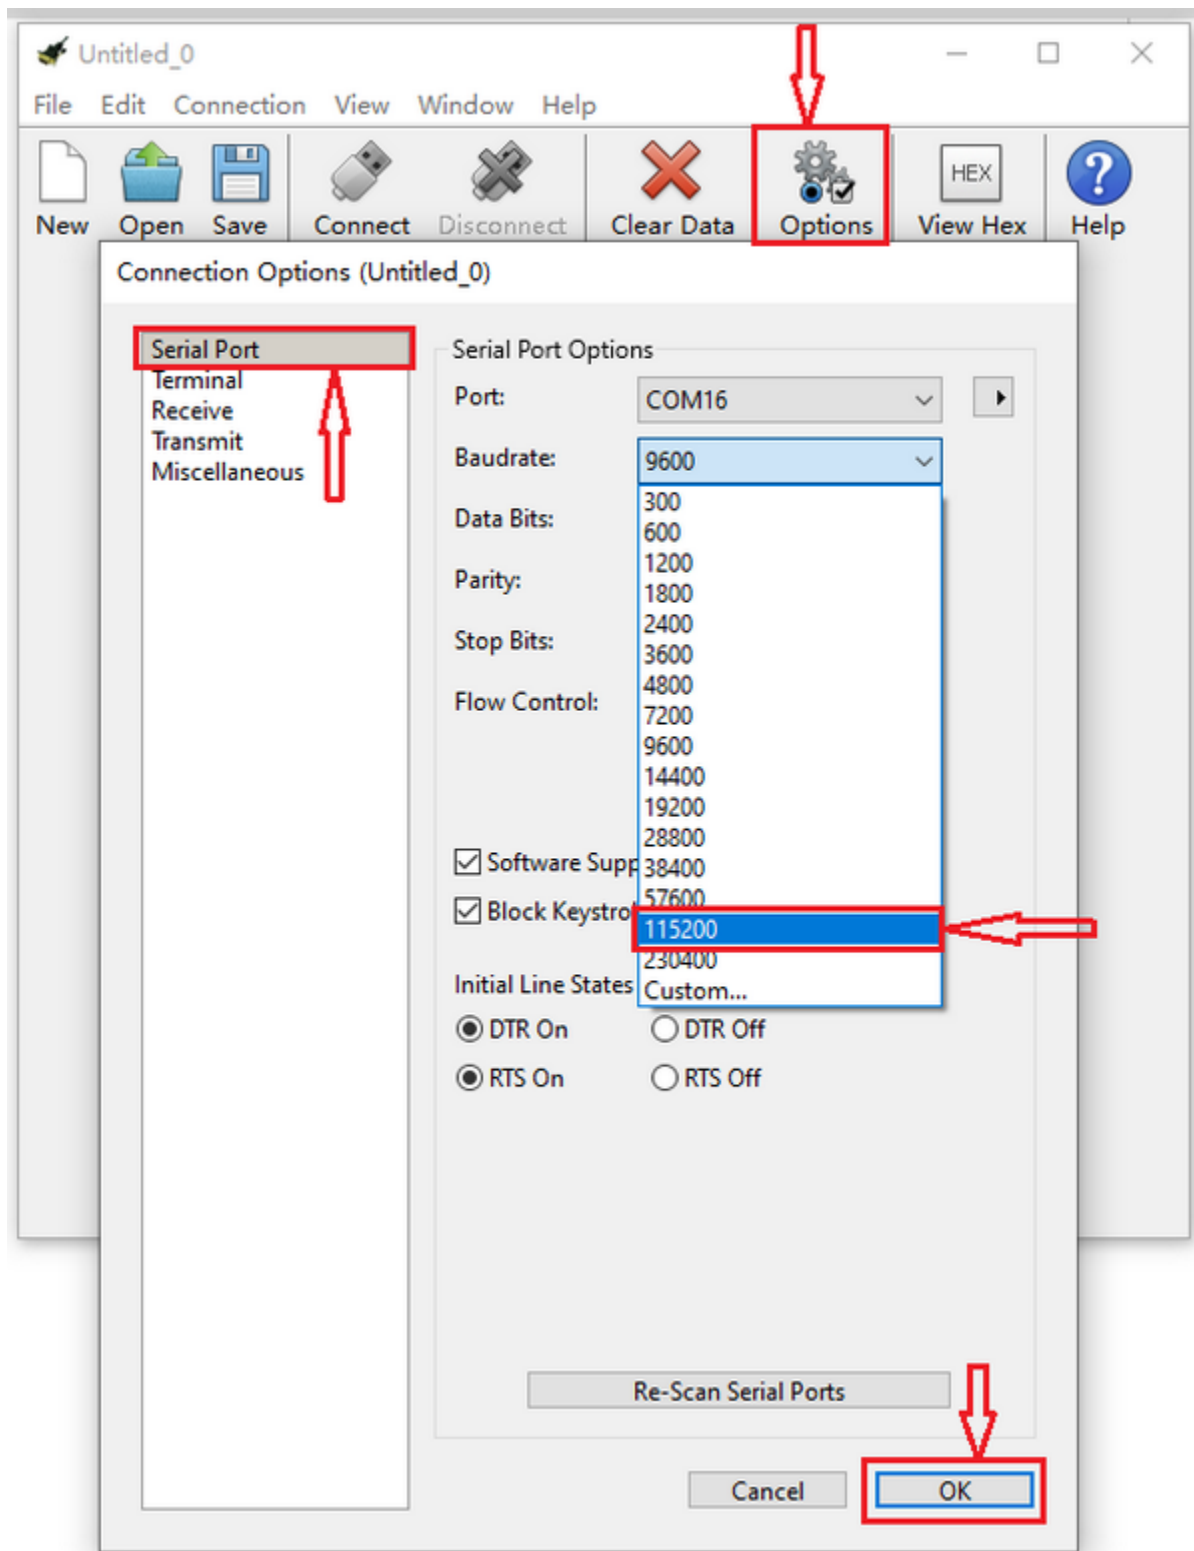 Untitled_0
File Edit Connection View Window Help
HEX
New Open Save Connect Disconnect Clear Data Options View Hex Help
Connection Options (Untitled_0)
Serial Port
Terminal
Receive
Transmit
Miscellaneous
Serial Port Options
Port: COM16
Baudrate: 9600
300
Data Bits:
600
1200
Parity:
1800
2400
Stop Bits:
3600
4800
Flow Control:
7200
9600
14400
19200
28800
Software Supp
38400
57600
Block Keystro
115200
230400
Initial Line States
Custom...
DTR On DTR Off
RTS On RTS Off
Re-Scan Serial Ports
Cancel OK